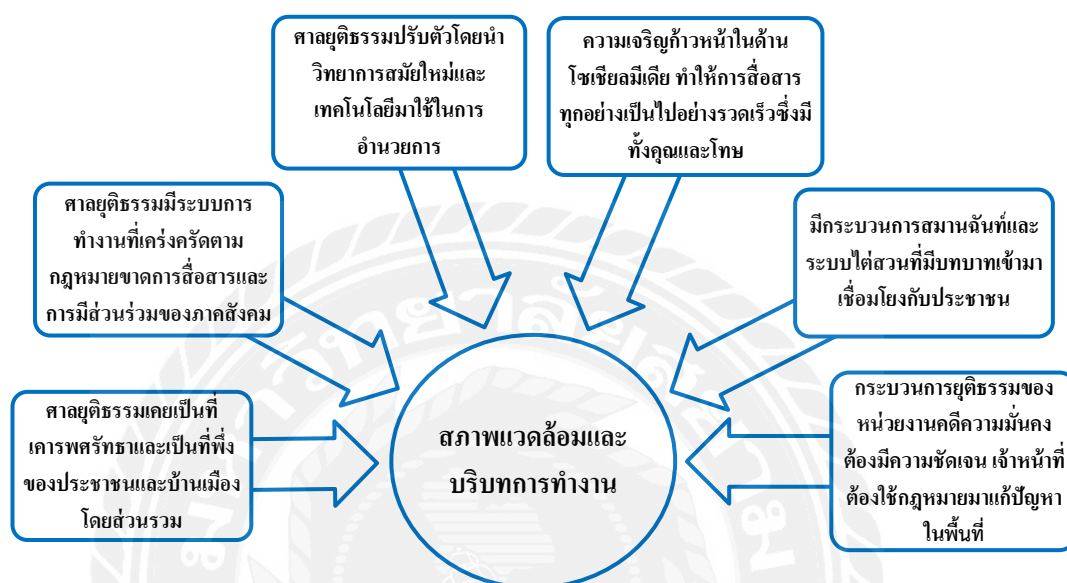 ศาลยุติธรรมปรับตัวโดยนำ
วิทยาการสมัยใหม่และ
เทคโนโลยีมาใช้ในการ
อำนวยการ
ความเจริญก้าวหน้าในด้าน
โซเชียลมีเดีย ทำให้การสื่อสาร
ทุกอย่างเป็นไปอย่างรวดเร็วซึ่งมี
ทั้งคุณและโทษ
ศาลยุติธรรมมีระบบการ
ทำงานที่เคร่งครัดตาม
กฎหมายขาดการสื่อสารและ
การมีส่วนร่วมของภาคสังคม
มีกระบวนการสมานฉันท์และ
ระบบไต่สวนที่มีบทบาทเข้ามา
เชื่อมโยงกับประชาชน
ศาลยุติธรรมเคยเป็นที่
เคารพศรัทธาและเป็นที่พึ่ง
ของประชาชนและบ้านเมือง
โดยส่วนรวม
สภาพแวดล้อมและ
บริบทการทำงาน
กระบวนการยุติธรรมของ
หน่วยงานคดีความมั่นคง
ต้องมีความชัดเจน เจ้าหน้าที่
ต้องใช้กฎหมายมาแก้ปัญหา
ในพื้นที่